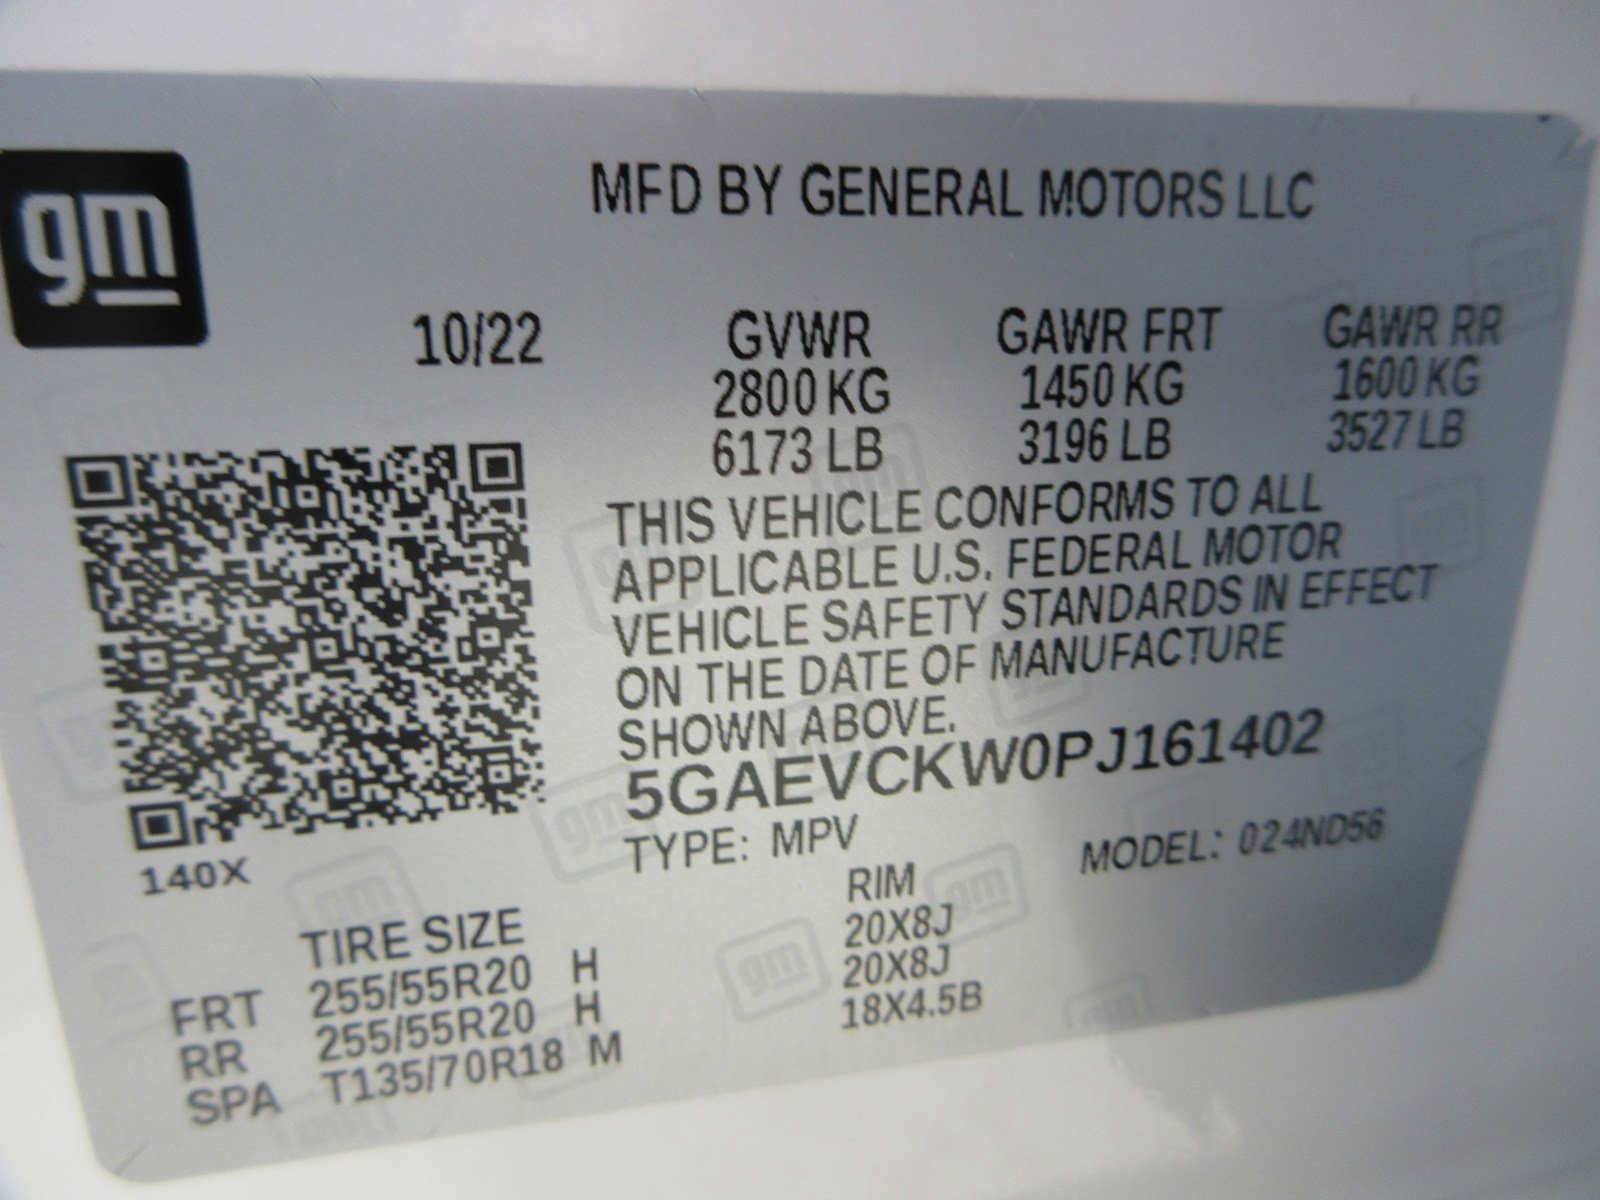 gm
MFD BY GENERAL MOTORS LLC
10/22
GVWR GAWR FRT GAWR RR
2800 KG 1450 KG 1600 KG
6173 LB 3196 LB 3527 LB
THIS VEHICLE CONFORMS TO ALL
APPLICABLE U.S. FEDERAL MOTOR
VEHICLE SAFETY STANDARDS IN EFFECT
ON THE DATE OF MANUFACTURE
SHOWN ABOVE.
5GAEVCKW0PJ161402
TYPE: MPV MODEL: 024ND56
140X
TIRE SIZE RIM
FRT 255/55R20 H 20X8J
RR 255/55R20 H 20X8J
SPA T135/70R18 M 18X4.5B